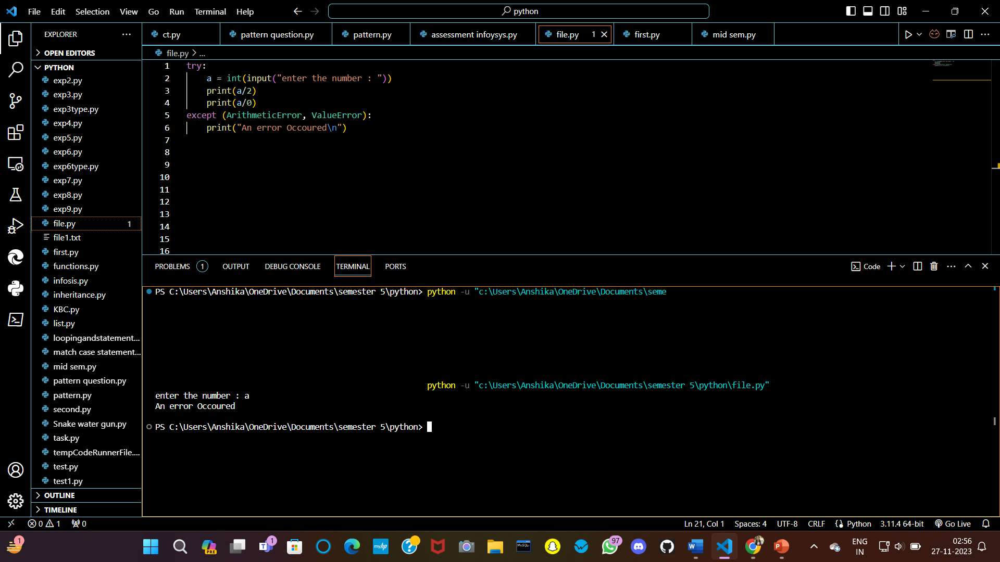 File Edit Selection View Go Run Terminal Help
python
EXPLORER
OPEN EDITORS
PYTHON
exp2.py
exp3.py
exp3type.py
exp4.py
exp5.py
exp6.py
exp6type.py
exp7.py
exp8.py
exp9.py
file.py 1
file1.txt
first.py
functions.py
infosis.py
inheritance.py
KBC.py
list.py
loopingandstatement...
match case statement...
mid sem.py
pattern question.py
pattern.py
second.py
Snake water gun.py
task.py
tempCodeRunnerFile....
test.py
test1.py
OUTLINE
TIMELINE
ct.py pattern question.py pattern.py assessment infoysys.py file.py 1 first.py mid sem.py
file.py > ...
1 try:
2 a = int(input("enter the number : "))
3 print(a/2)
4 print(a/0)
5 except (ArithmeticError, ValueError):
6 print("An error Occoured\n")
7
8
9
10
11
12
13
14
15
16
PROBLEMS 1 OUTPUT DEBUG CONSOLE TERMINAL PORTS Code
PS C:\Users\Anshika\OneDrive\Documents\semester 5\python> python -u "c:\Users\Anshika\OneDrive\Documents\seme
python -u "c:\Users\Anshika\OneDrive\Documents\semester 5\python\file.py"
enter the number : a
An error Occoured
PS C:\Users\Anshika\OneDrive\Documents\semester 5\python>
0 1 0 Ln 21, Col 1 Spaces: 4 UTF-8 CRLF Python 3.11.4 64-bit Go Live
1 PRE 1 myhp MySQL 97 W P ENG 02:56
IN 27-11-2023